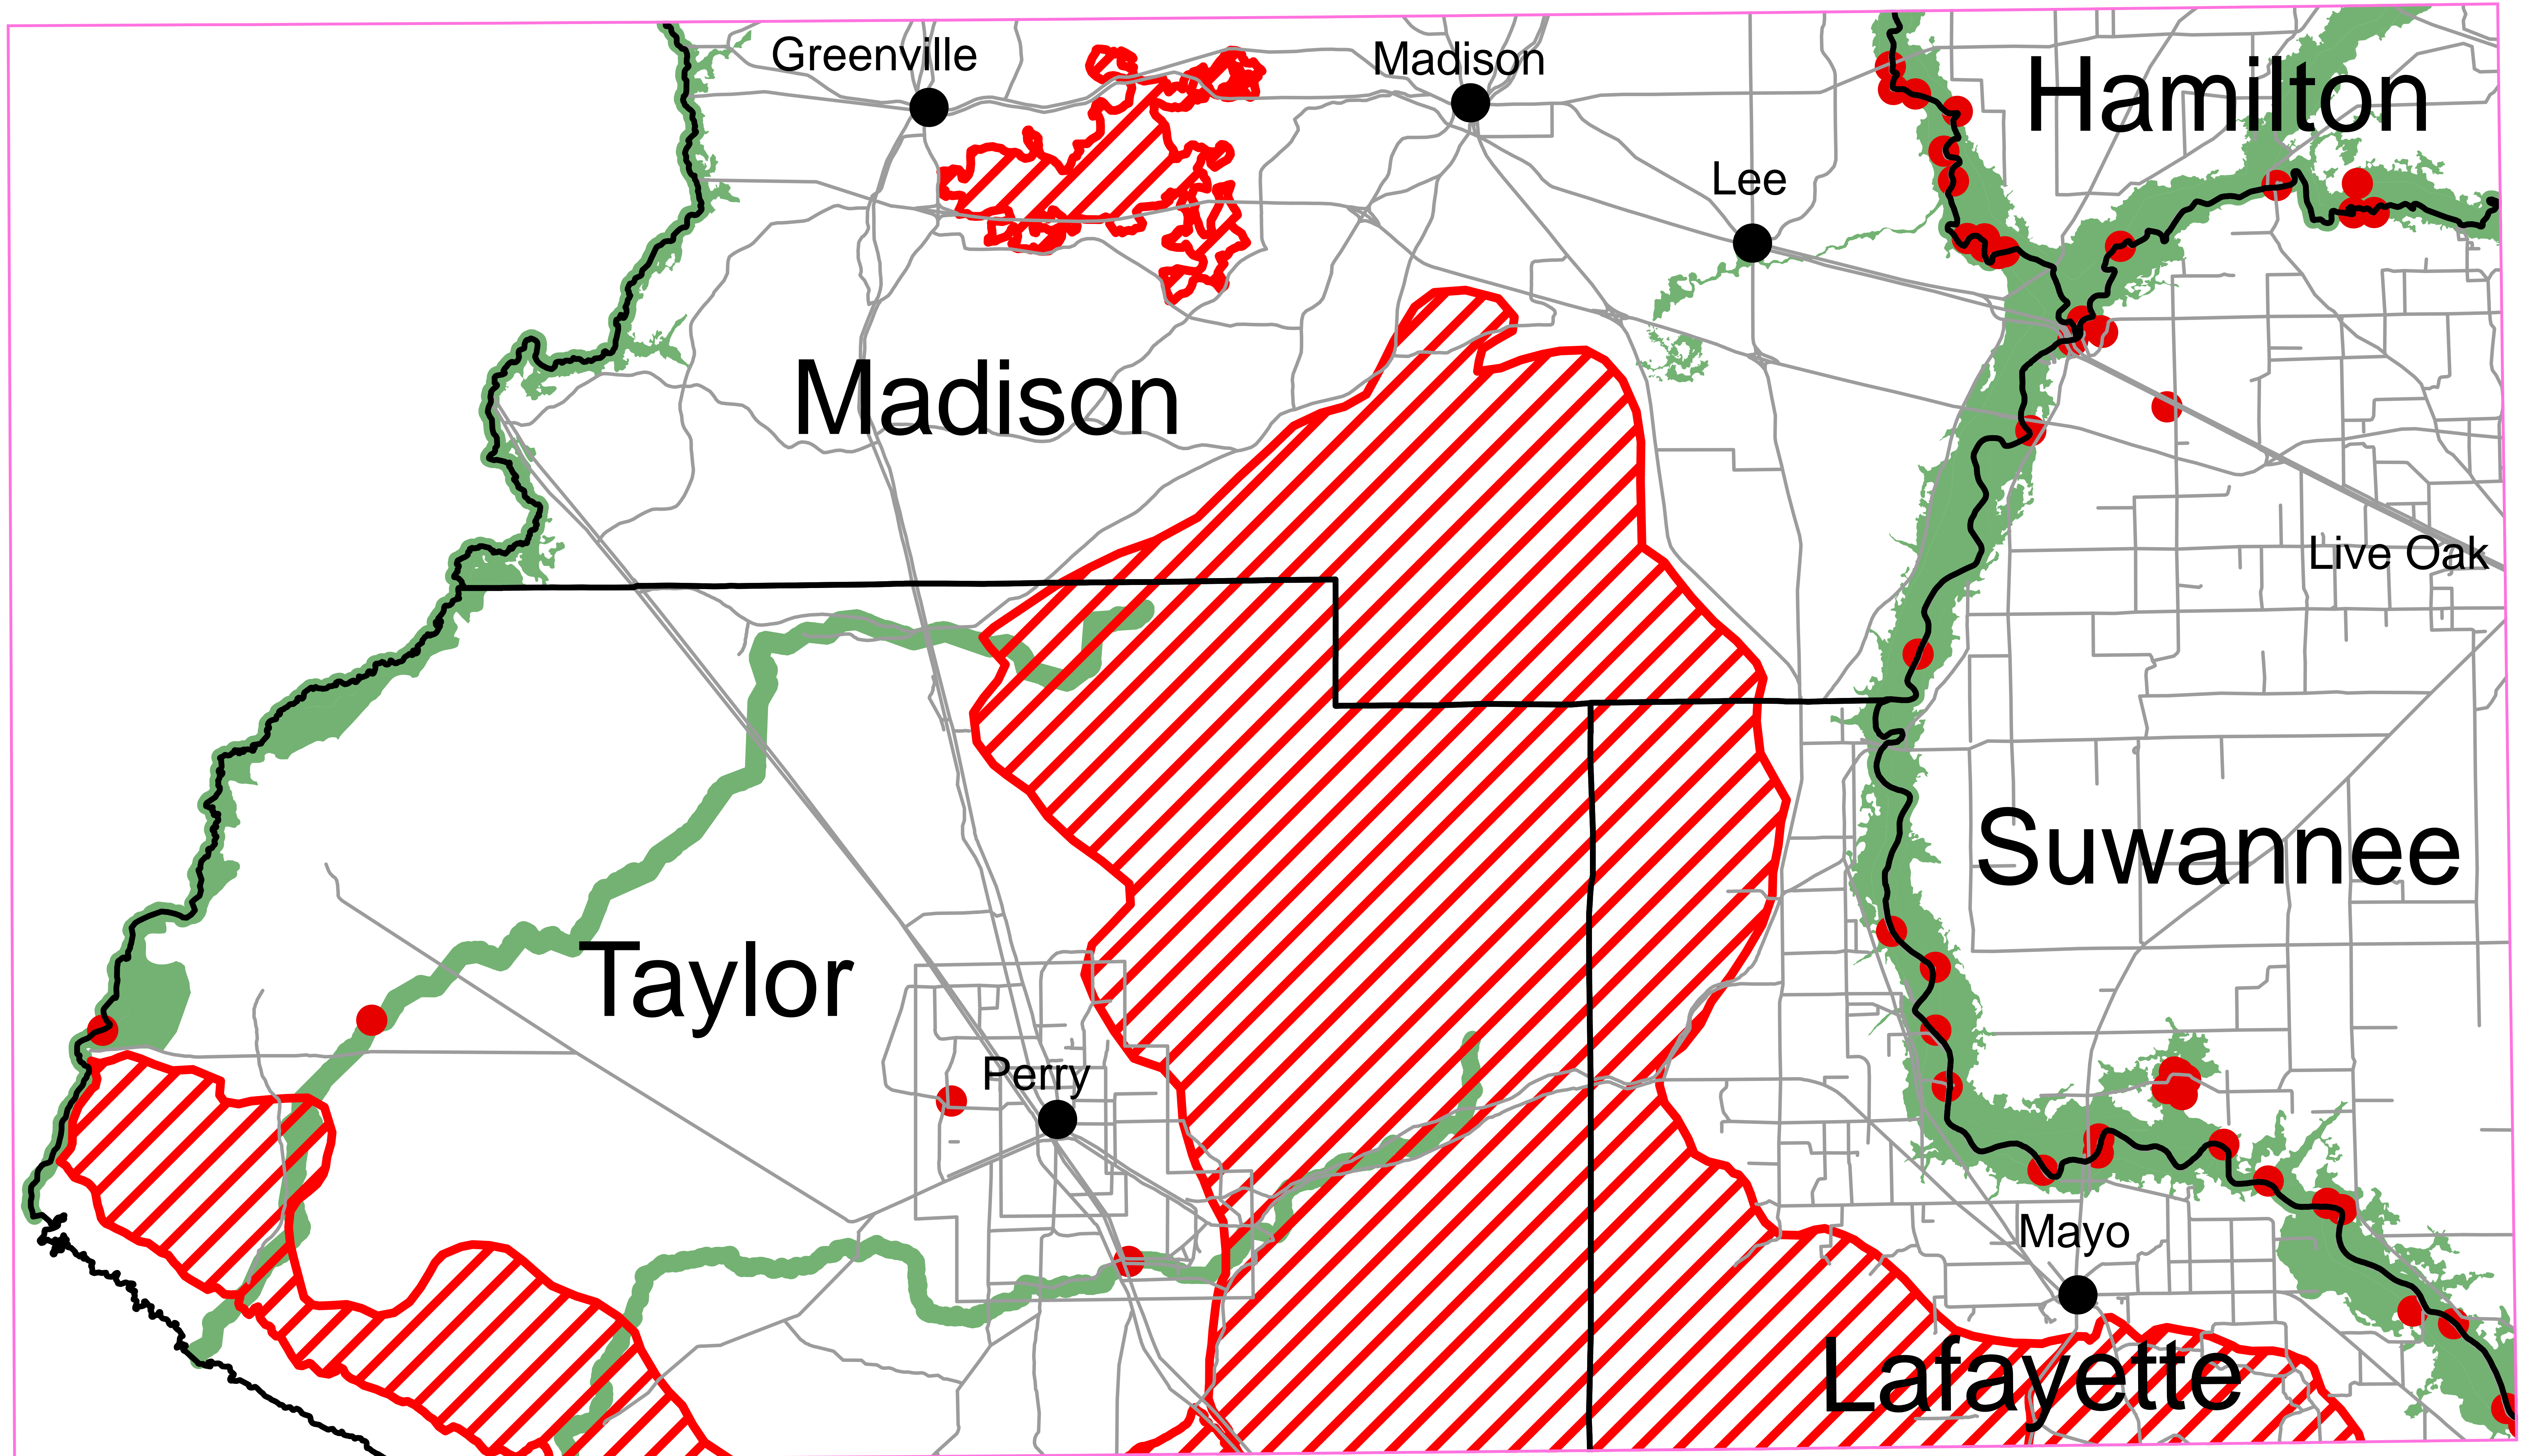 Greenville
Madison
Hamilton
Lee
Madison
Live Oak
Suwannee
Taylor
Perry
Mayo
Lafayette